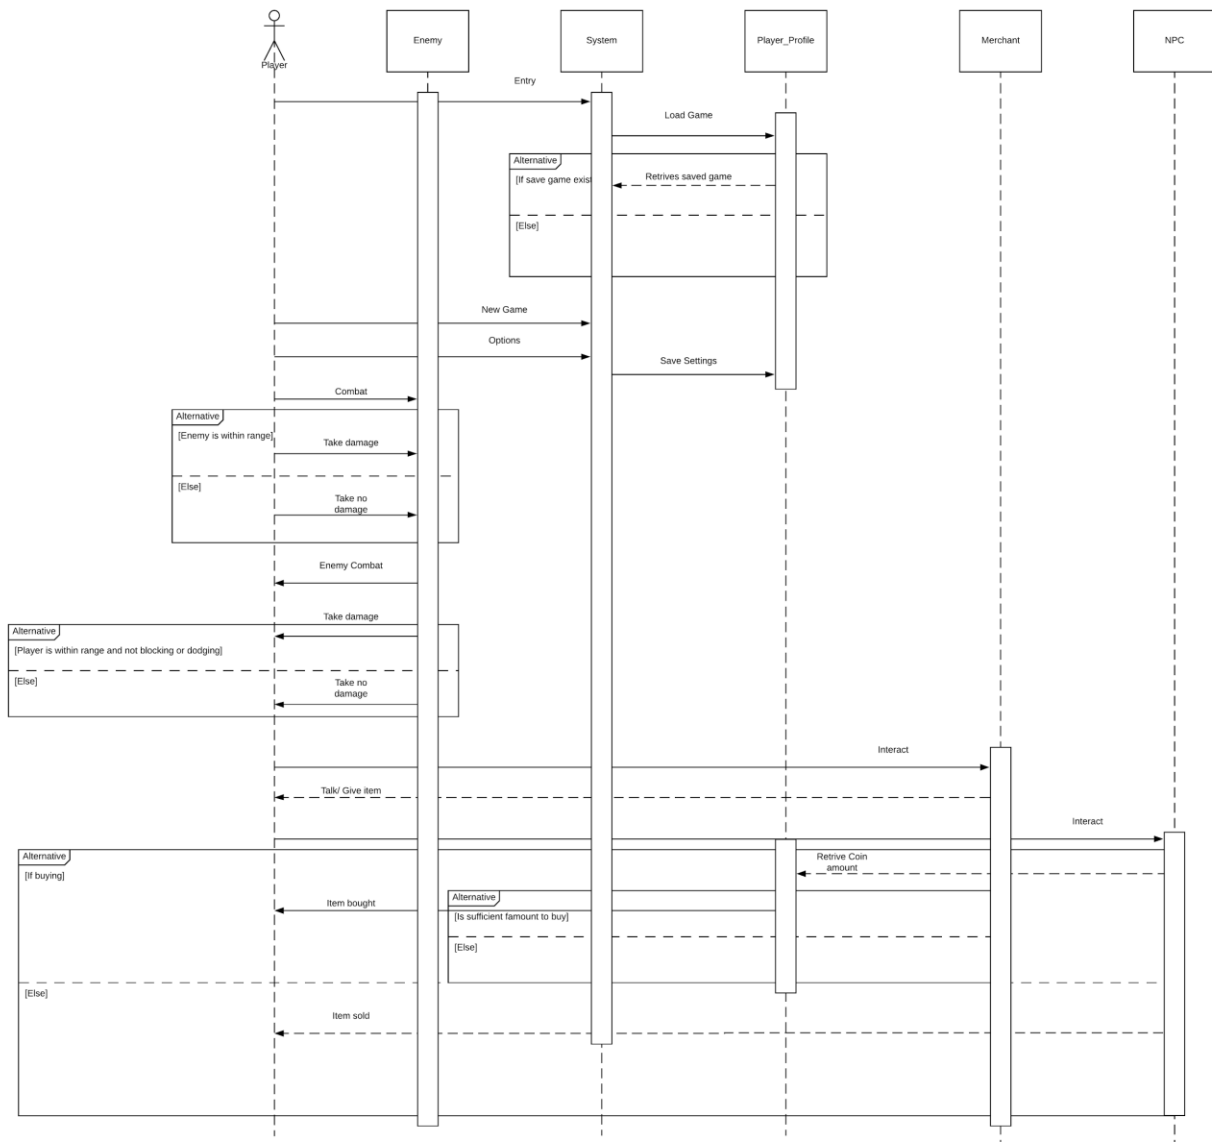 Player
Enemy
System
Player_Profile
Merchant
NPC
Entry
Load Game
Alternative
[If save game exist
Retrives saved game
[Else]
New Game
Options
Save Settings
Combat
Alternative
[Enemy is within range]
Take damage
[Else]
Take no
damage
Enemy Combat
Take damage
Alternative
[Player is within range and not blocking or dodging]
[Else]
Take no
damage
Interact
Talk/ Give item
Interact
Alternative
[If buying]
Retrive Coin
amount
Alternative
Item bought
[Is sufficient famount to buy]
[Else]
[Else]
Item sold